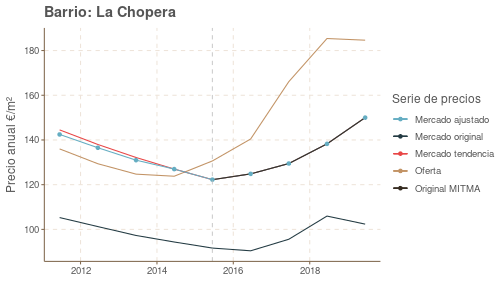 Barrio: La Chopera
Precio anual €/m²
180
160
140
120
100
2012
2014
2016
2018
Serie de precios
Mercado ajustado
Mercado original
Mercado tendencia
Oferta
Original MITMA